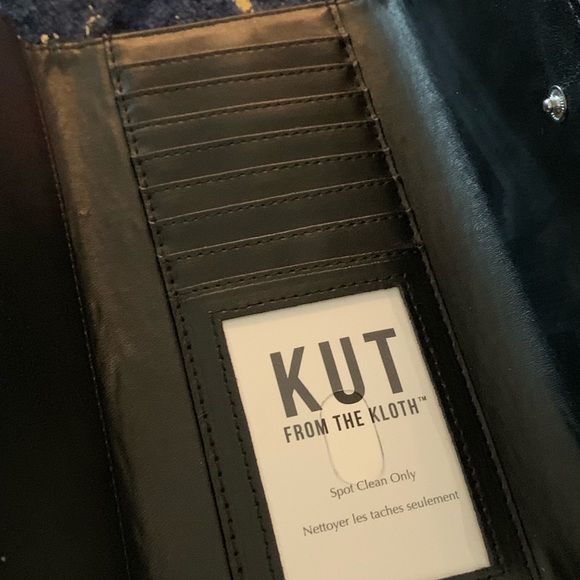 KUT
FROM THE KLOTH™
Spot Clean Only
Nettoyer les taches seulement